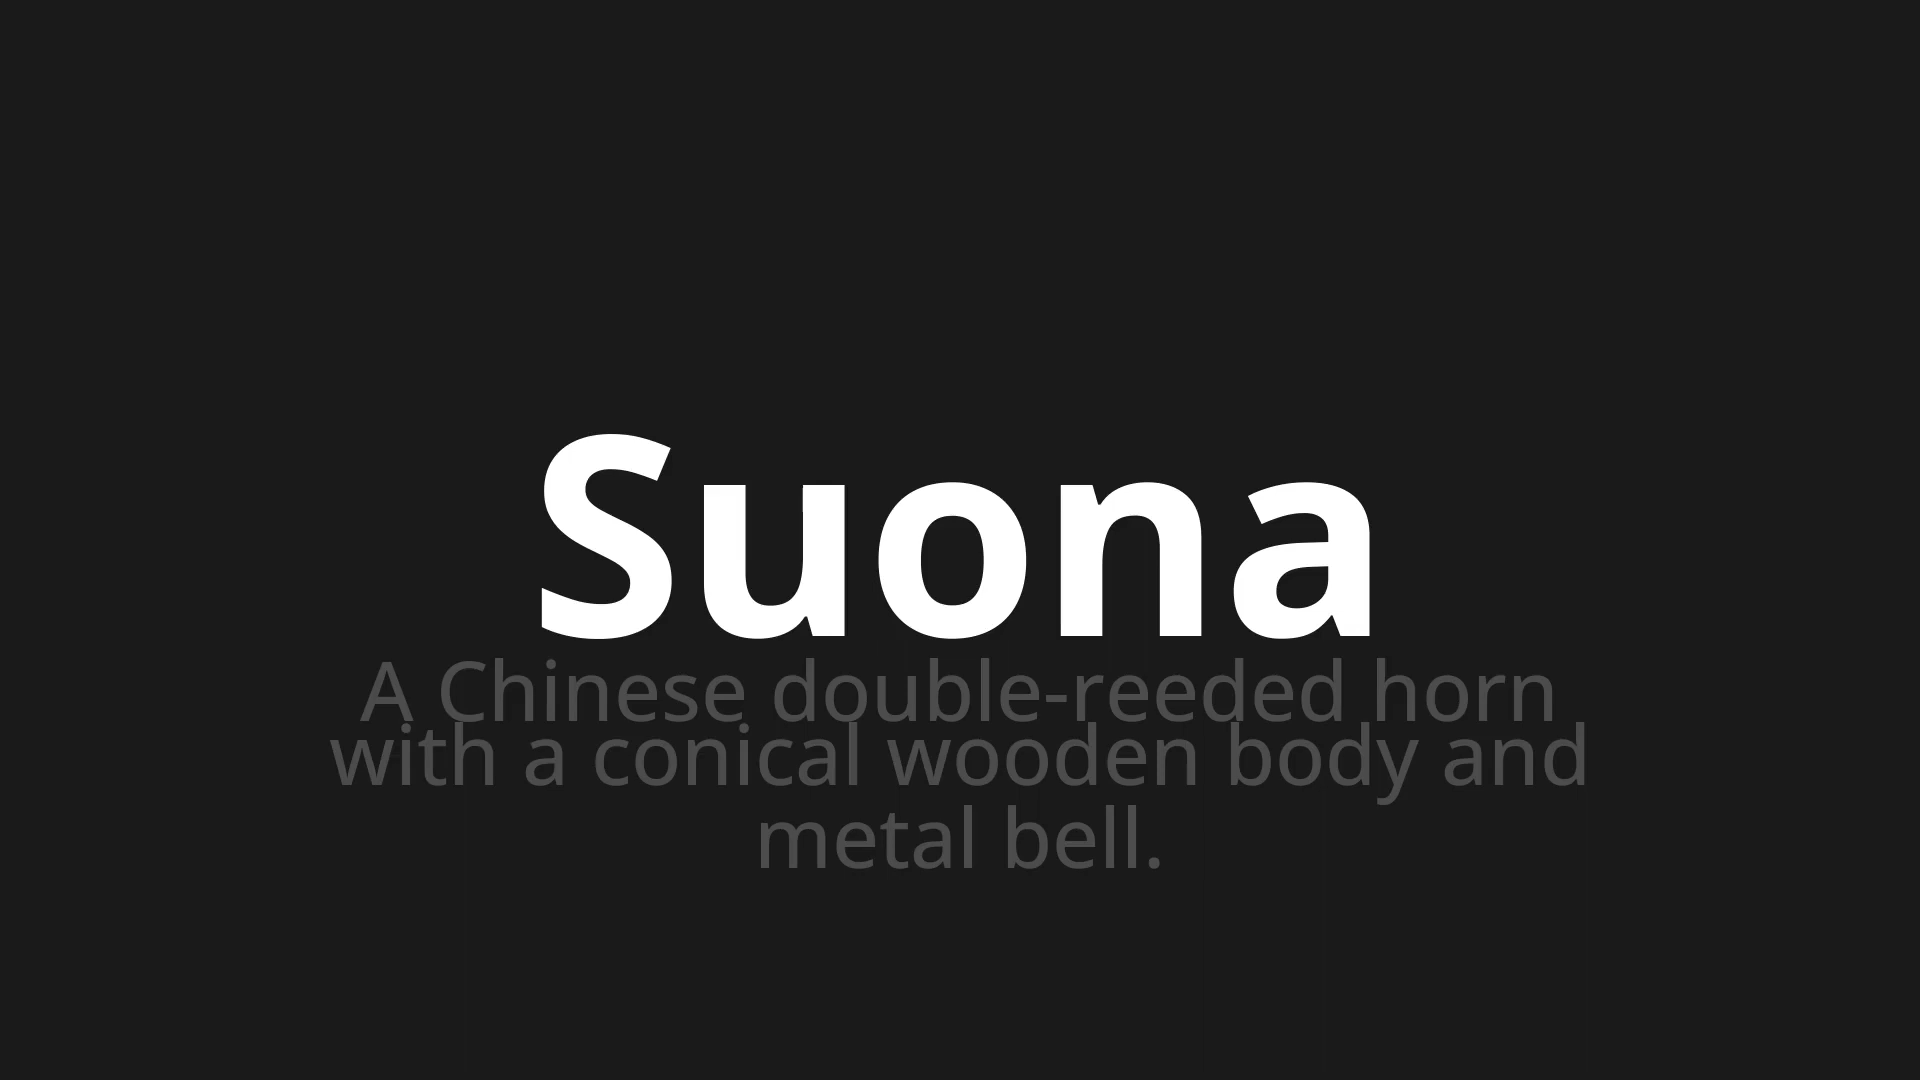 Suona
A Chinese double-reeded horn
with a conical wooden body and
metal bell.